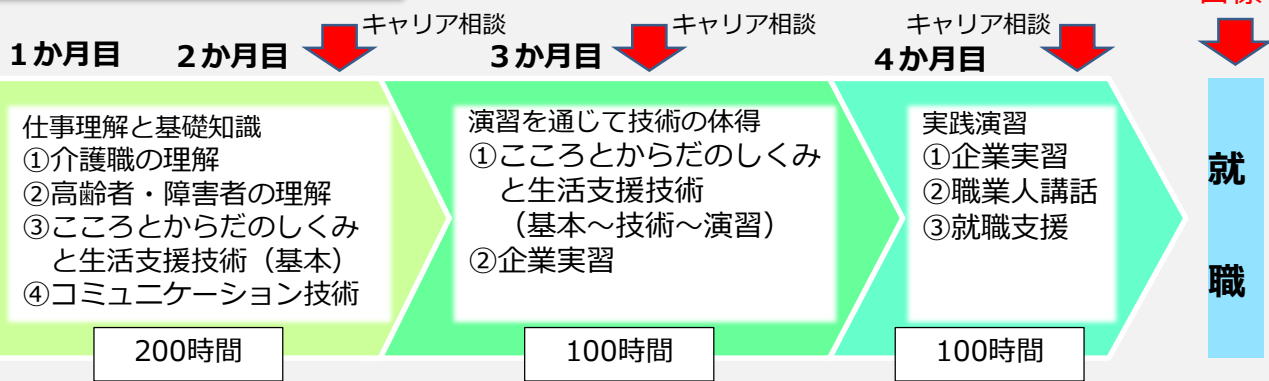 キャリア相談
キャリア相談
キャリア相談
1か月目
2か月目
3か月目
4か月目
仕事理解と基礎知識
①介護職の理解
②高齢者・障害者の理解
③こころとからだのしくみ
と生活支援技術（基本）
④コミュニケーション技術
200時間
演習を通じて技術の体得
①こころとからだのしくみ
と生活支援技術
（基本～技術～演習）
②企業実習
100時間
実践演習
①企業実習
②職業人講話
③就職支援
100時間
就
職